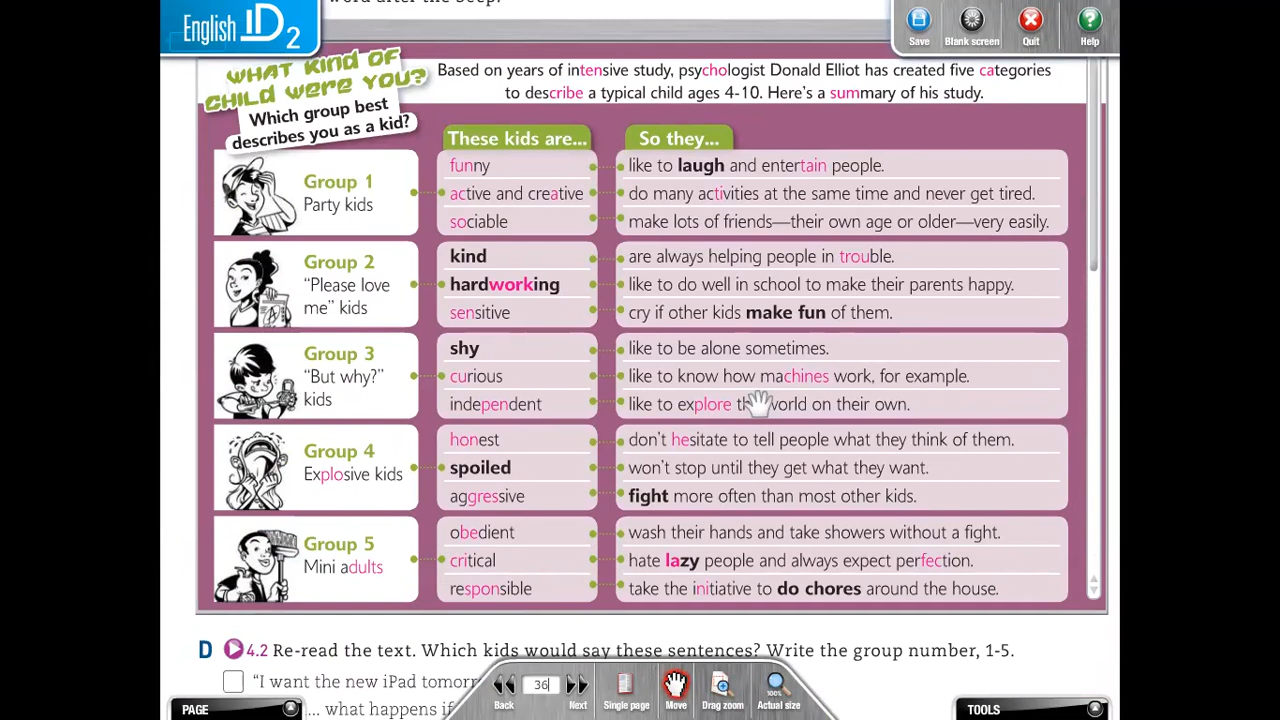 word after the beep.
English ID 2
Save
Blank screen
Quit
Help
WHAT KIND OF
CHILD WERE YOU?
Which group best
describes you as a kid?
Based on years of intensive study, psychologist Donald Elliot has created five categories
to describe a typical child ages 4-10. Here's a summary of his study.
These kids are...
So they...
Group 1
Party kids
funny
like to laugh and entertain people.
active and creative
do many activities at the same time and never get tired.
sociable
make lots of friends—their own age or older—very easily.
Group 2
"Please love
me" kids
kind
are always helping people in trouble.
hardworking
like to do well in school to make their parents happy.
sensitive
cry if other kids make fun of them.
Group 3
"But why?"
kids
shy
like to be alone sometimes.
curious
like to know how machines work, for example.
independent
like to explore the world on their own.
Group 4
Explosive kids
honest
don't hesitate to tell people what they think of them.
spoiled
won't stop until they get what they want.
aggressive
fight more often than most other kids.
Group 5
Mini adults
obedient
wash their hands and take showers without a fight.
critical
hate lazy people and always expect perfection.
responsible
take the initiative to do chores around the house.
D 4.2 Re-read the text. Which kids would say these sentences? Write the group number, 1-5.
"I want the new iPad
... what happens if
PAGE
Back
36
Next
Single page
Move
Drag zoom
100%
Actual size
TOOLS